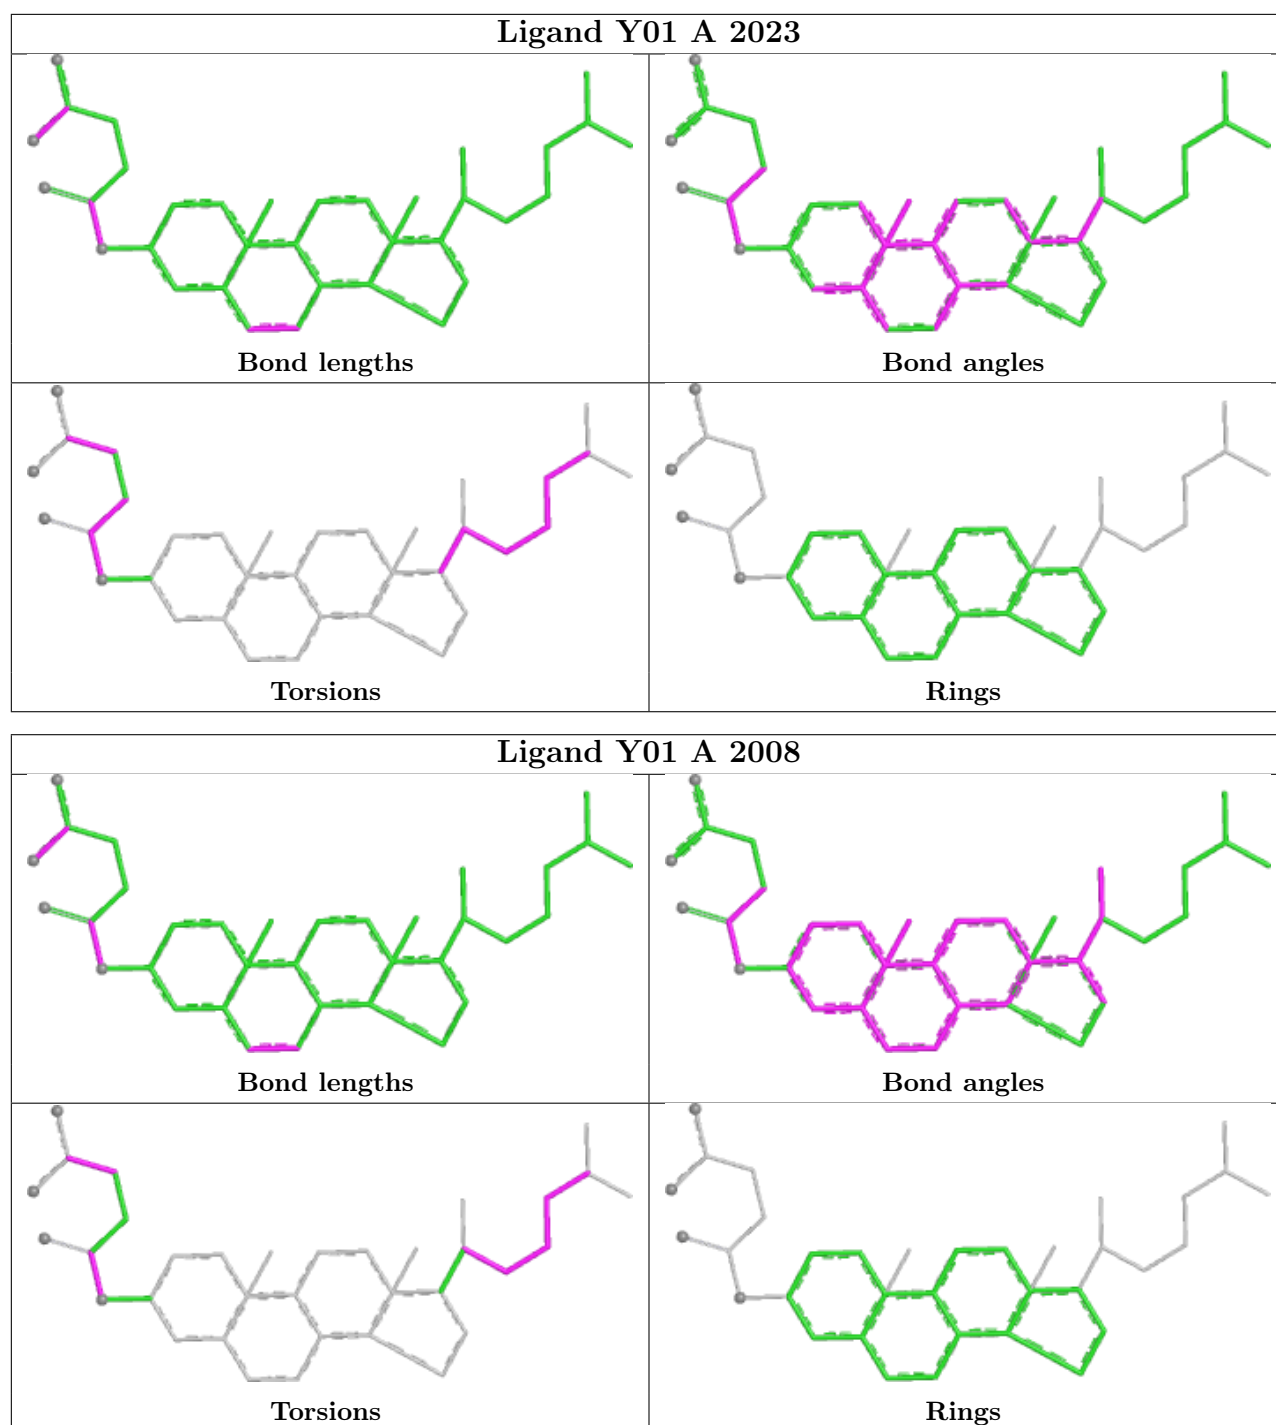 Ligand Y01 A 2023
Bond lengths
Bond angles
Torsions
Rings
Ligand Y01 A 2008
Bond lengths
Bond angles
Torsions
Rings